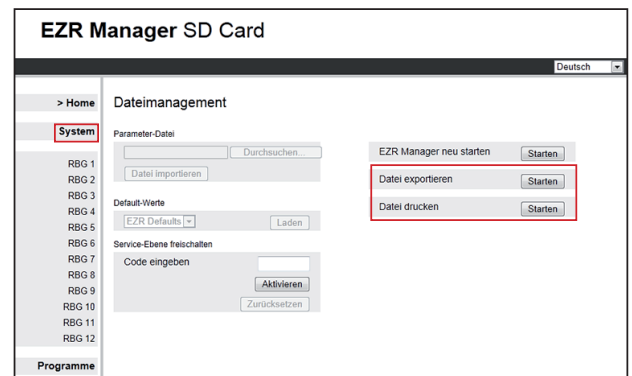 EZR Manager SD Card
Deutsch
> Home
System
RBG 1
RBG 2
RBG 3
RBG 4
RBG 5
RBG 6
RBG 7
RBG 8
RBG 9
RBG 10
RBG 11
RBG 12
Programme
Dateimanagement
Parameter-Datei
Durchsuchen...
Datei importieren
Default-Werte
EZR Defaults
Laden
Service-Ebene freischalten
Code eingeben
Aktivieren
Zurücksetzen
EZR Manager neu starten Starten
Datei exportieren Starten
Datei drucken Starten